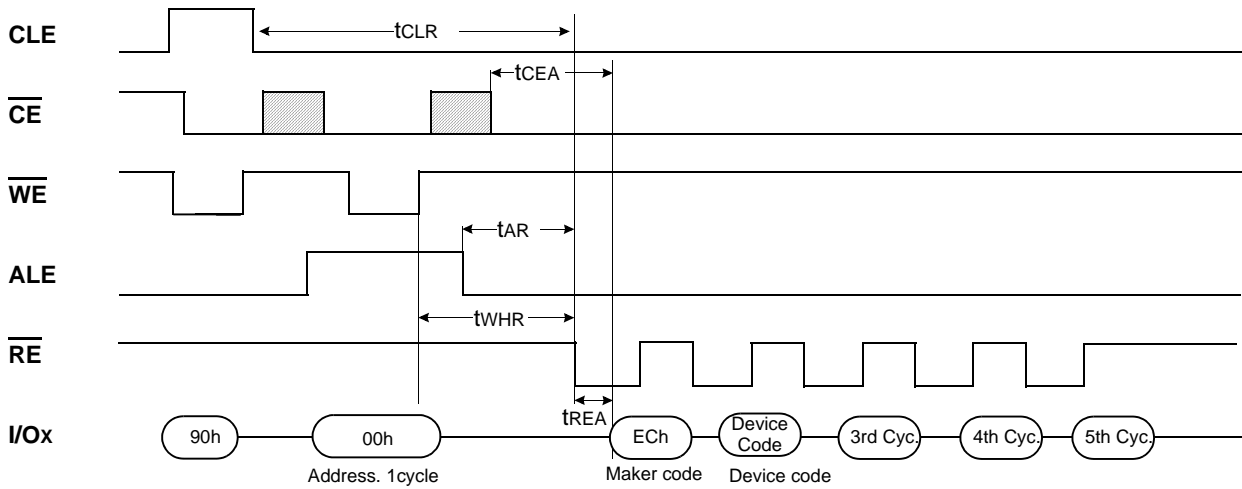 CLE
tCLR
tCEA
CE
WE
tAR
ALE
tWHR
RE
tREA
I/Ox
90h
00h
ECh
Device
Code
3rd Cyc.
4th Cyc.
5th Cyc.
Address. 1cycle
Maker code
Device code